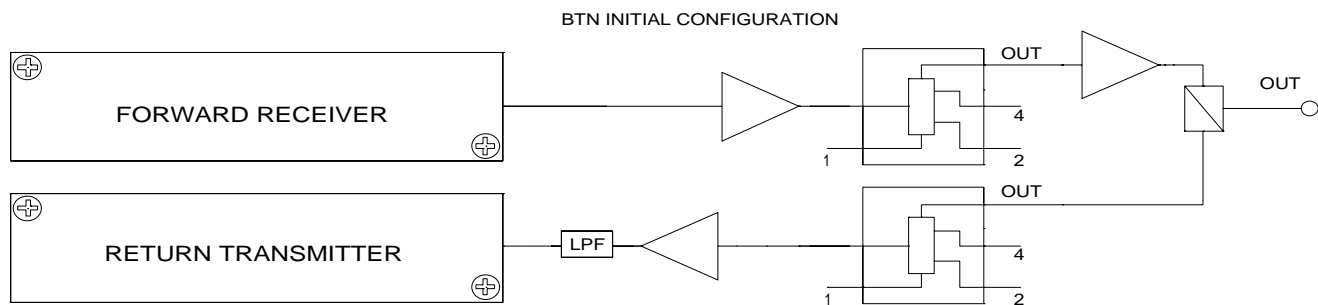 BTN INITIAL CONFIGURATION
OUT
OUT
FORWARD RECEIVER
4
1
2
OUT
LPF
RETURN TRANSMITTER
4
1
2